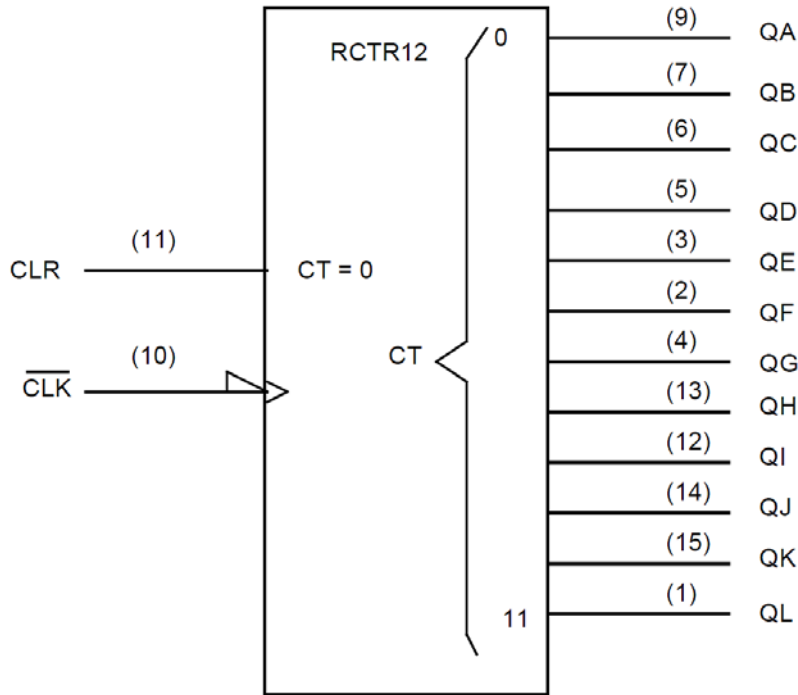 RCTR12
0
(9) QA
(7) QB
(6) QC
(5) QD
(11)
CLR
CT = 0
(3) QE
(2) QF
(10)
CLK
CT
(4) QG
(13) QH
(12) QI
(14) QJ
(15) QK
11
(1) QL